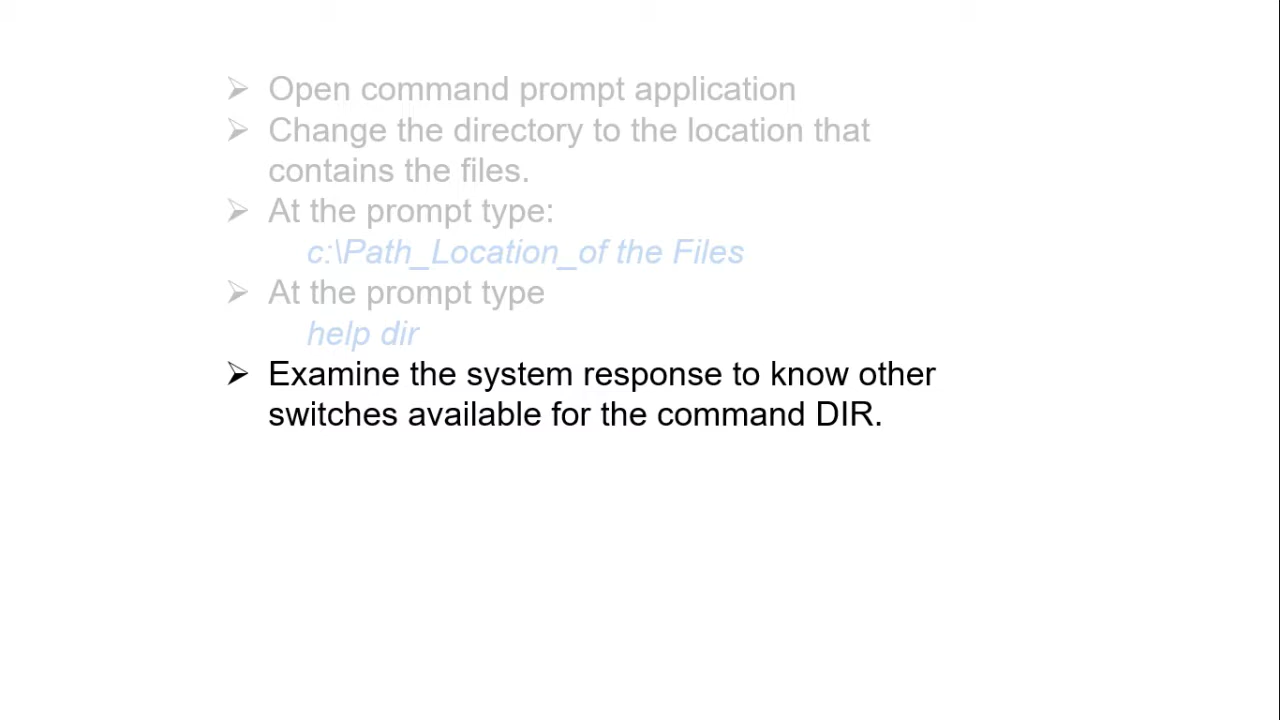 ➢ Open command prompt application
➢ Change the directory to the location that
contains the files.
➢ At the prompt type:
c:\Path_Location_of the Files
➢ At the prompt type
help dir
➢ Examine the system response to know other
switches available for the command DIR.